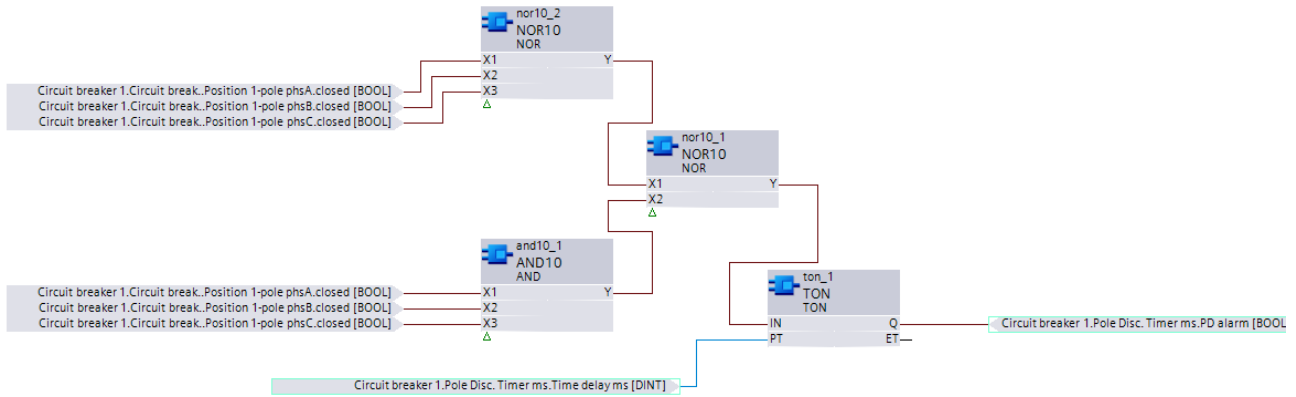 nor10_2
NOR10
NOR
X1 Y
X2
X3
Circuit breaker 1.Circuit break..Position 1-pole phsA.closed [BOOL]
Circuit breaker 1.Circuit break..Position 1-pole phsB.closed [BOOL]
Circuit breaker 1.Circuit break..Position 1-pole phsC.closed [BOOL]
nor10_1
NOR10
NOR
X1 Y
X2
and10_1
AND10
AND
X1 Y
X2
X3
Circuit breaker 1.Circuit break..Position 1-pole phsA.closed [BOOL]
Circuit breaker 1.Circuit break..Position 1-pole phsB.closed [BOOL]
Circuit breaker 1.Circuit break..Position 1-pole phsC.closed [BOOL]
ton_1
TON
TON
IN Q
PT ET
Circuit breaker 1.Pole Disc. Timer ms.PD alarm [BOOL
Circuit breaker 1.Pole Disc. Timer ms.Time delay ms [DINT]